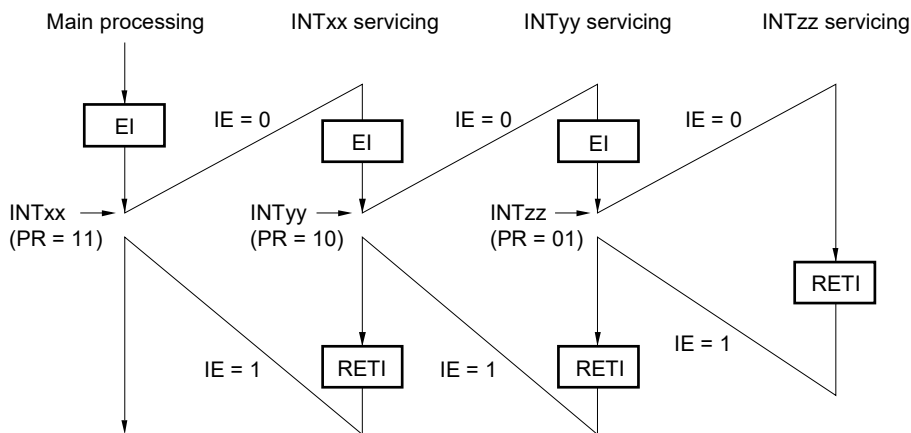 Main processing
INTxx servicing
INTyy servicing
INTzz servicing
EI
IE = 0
EI
IE = 0
EI
IE = 0
INTxx
(PR = 11)
INTyy
(PR = 10)
INTzz
(PR = 01)
RETI
IE = 1
RETI
IE = 1
RETI
IE = 1